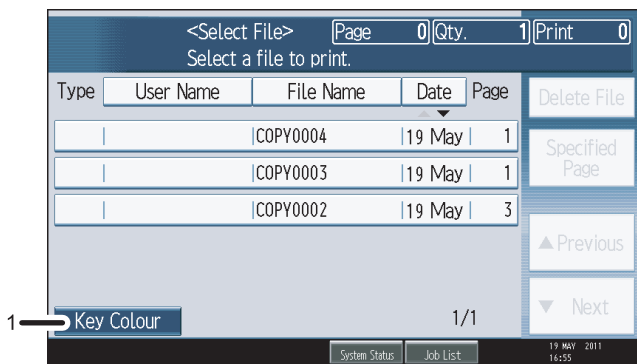 <Select File> Page 0 Qty. 1 Print 0
Select a file to print.
Type User Name File Name Date Page
COPY0004 19 May 1
COPY0003 19 May 1
COPY0002 19 May 3
Delete File
Specified
Page
▲ Previous
▼ Next
1 Key Colour 1/1
System Status Job List
19 MAY 2011
16:55